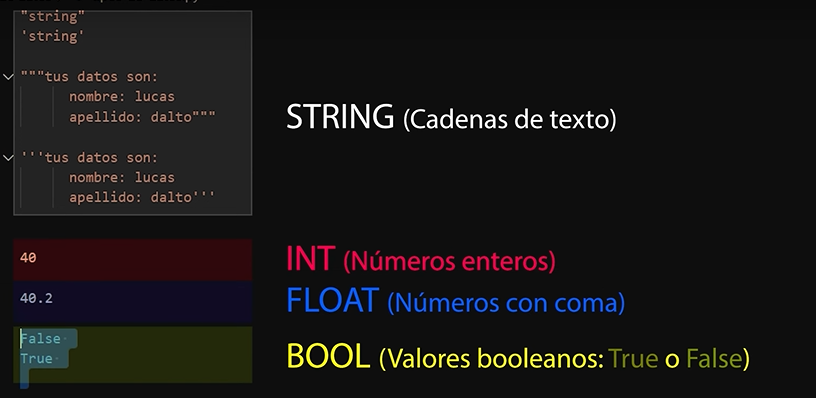 "string"
'string'
"""tus datos son:
nombre: lucas
apellido: dalto"""
'''tus datos son:
nombre: lucas
apellido: dalto'''
STRING (Cadenas de texto)
40
INT (Números enteros)
40.2
FLOAT (Números con coma)
False
True
BOOL (Valores booleanos: True o False)